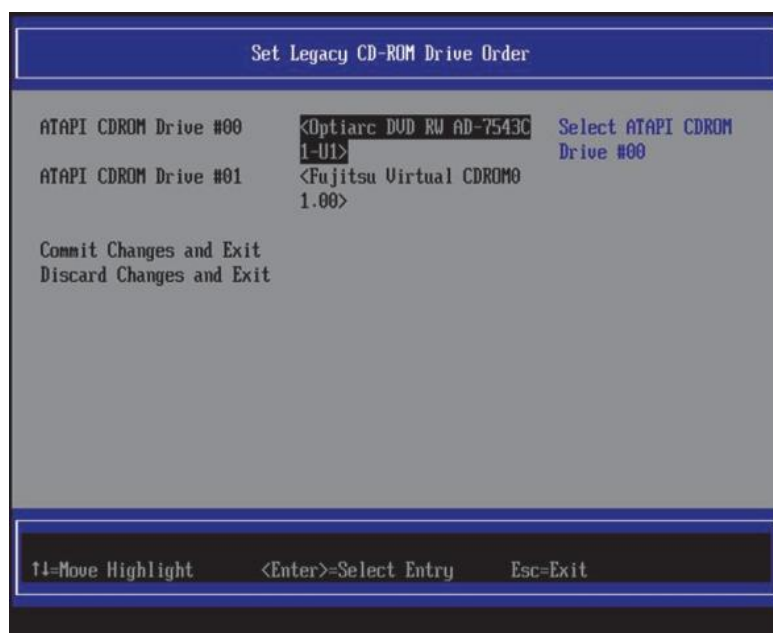 Set Legacy CD-ROM Drive Order
ATAPI CDROM Drive #00 <Optiarc DVD RW AD-7543C Select ATAPI CDROM
1-U1> Drive #00
ATAPI CDROM Drive #01 <Fujitsu Virtual CDROM0
1.00>
Commit Changes and Exit
Discard Changes and Exit
↑↓=Move Highlight <Enter>=Select Entry Esc=Exit